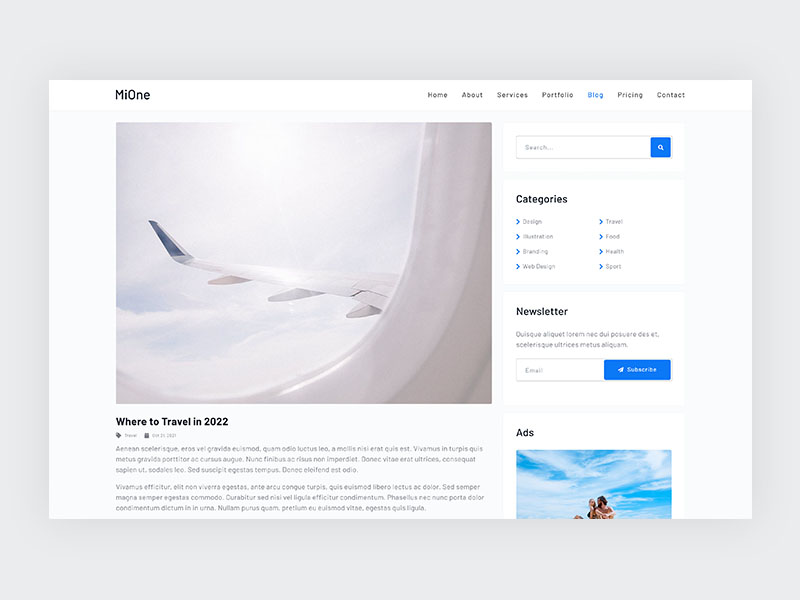 MiOne
Home About Services Portfolio Blog Pricing Contact
Search...
Categories
Design Travel
Illustration Food
Branding Health
Web Design Sport
Newsletter
Quisque aliquet lorem nec dui posuere des et,
scelerisque ultrices metus aliquam.
Email Subscribe
Ads
Where to Travel in 2022
Travel Oct 21, 2021
Aenean scelerisque, eros vel gravida euismod, quam odio luctus leo, a mollis nisi erat quis est. Vivamus in turpis quis
metus gravida porttitor ac cursus augue. Nunc finibus ac risus non imperdiet. Donec vitae erat ultrices, consequat
sapien ut, sodales leo. Sed suscipit egestas tempus. Donec eleifend est odio.
Vivamus efficitur, elit non viverra egestas, ante arcu congue turpis, quis euismod libero lectus ac dolor. Sed semper
magna semper egestas commodo. Curabitur sed nisi vel ligula efficitur condimentum. Phasellus nec nunc porta dolor
condimentum dictum in in urna. Nullam purus quam, pretium eu euismod vitae, egestas quis ligula.